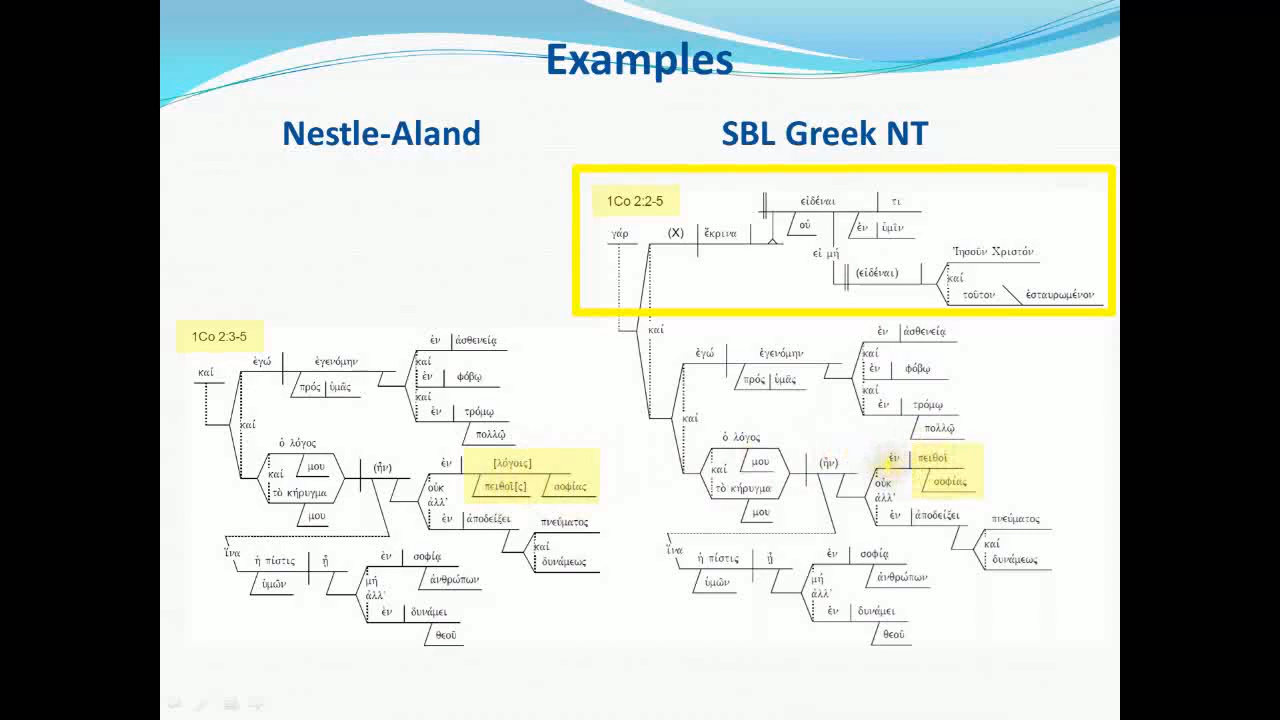 Examples
Nestle-Aland
SBL Greek NT
1Co 2:3-5
καί
ἐγώ ἐγενόμην
πρός ὑμᾶς
ἐν ἀσθενείᾳ
καί
ἐν φόβῳ
καί
ἐν τρόμῳ
πολλῷ
καί
ὁ λόγος
μου
καί
τὸ κήρυγμα
μου
(ἦν)
ἐν [λόγοις]
πειθοῖ[ς] σοφίας
οὐκ
ἀλλ'
ἐν ἀποδείξει
πνεύματος
καί
δυνάμεως
ἵνα
ἡ πίστις ᾖ
ὑμῶν
ἐν σοφίᾳ
ἀνθρώπων
μή
ἀλλ'
ἐν δυνάμει
θεοῦ
1Co 2:2-5
γάρ
(X) ἔκρινα
εἰδέναι τι
οὐ
ἐν ὑμῖν
εἰ μή
(εἰδέναι)
Ἰησοῦν Χριστόν
καί
τοῦτον ἐσταυρωμένον
καί
ἐγώ ἐγενόμην
πρός ὑμᾶς
ἐν ἀσθενείᾳ
καί
ἐν φόβῳ
καί
ἐν τρόμῳ
πολλῷ
καί
ὁ λόγος
μου
καί
τὸ κήρυγμα
μου
(ἦν)
ἐν πειθοῖ
σοφίας
οὐκ
ἀλλ'
ἐν ἀποδείξει
πνεύματος
καί
δυνάμεως
ἵνα
ἡ πίστις ᾖ
ὑμῶν
ἐν σοφίᾳ
ἀνθρώπων
μή
ἀλλ'
ἐν δυνάμει
θεοῦ